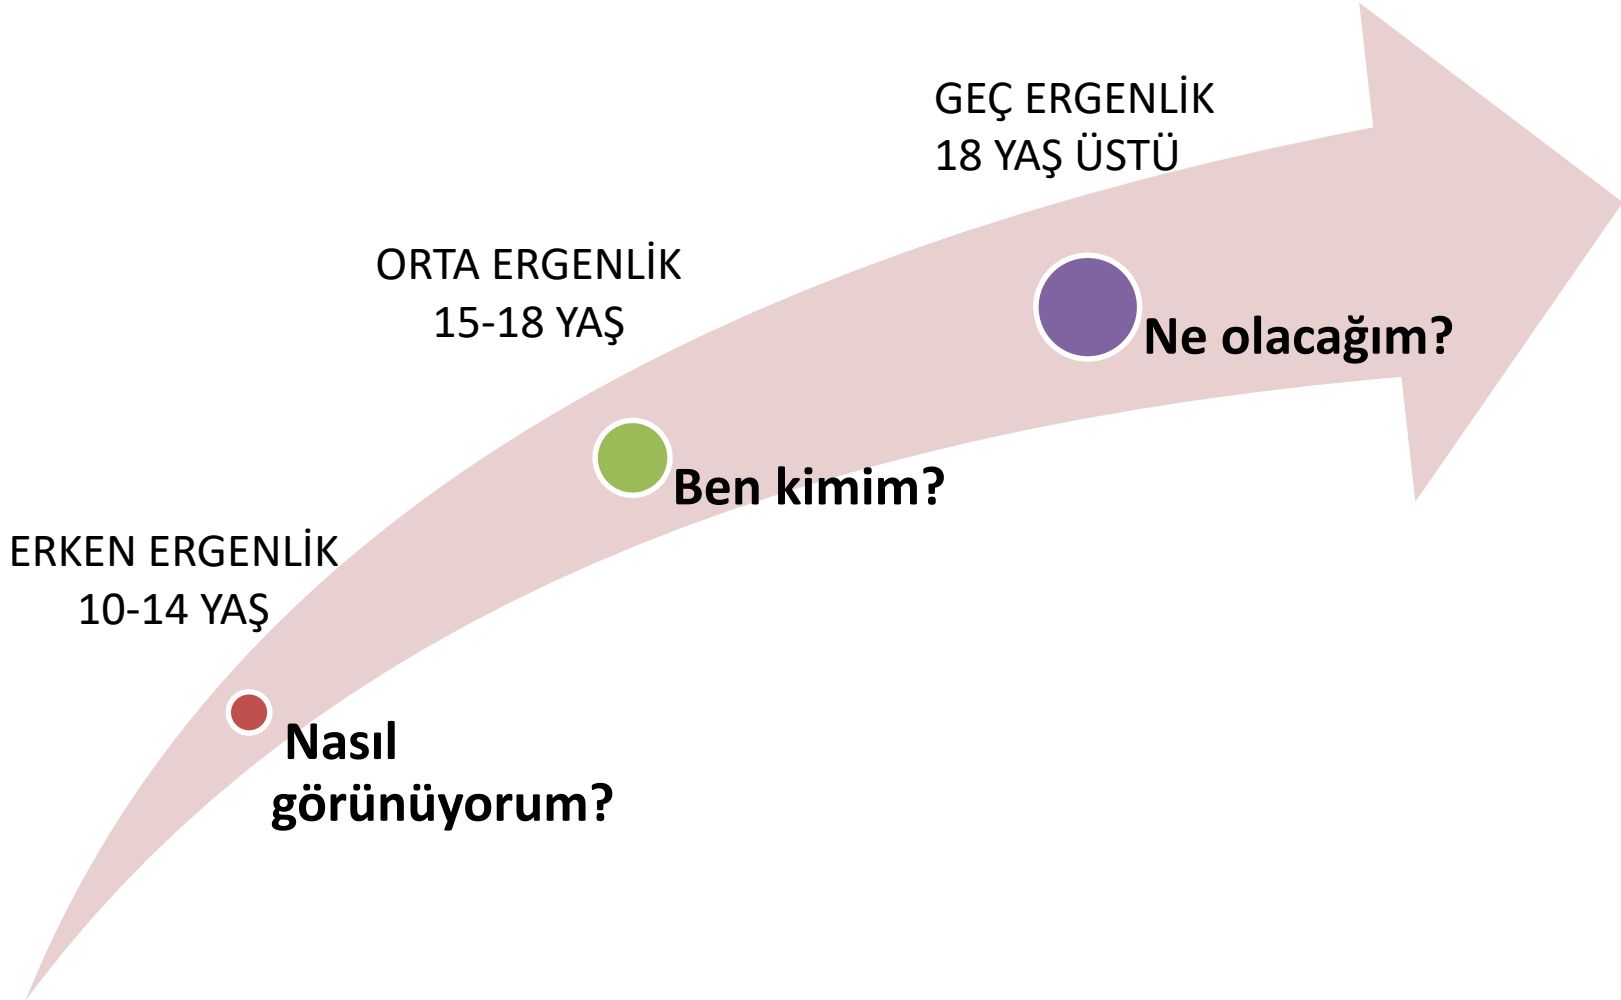 GEÇ ERGENLİK
18 YAŞ ÜSTÜ
Ne olacağım?
ORTA ERGENLİK
15-18 YAŞ
Ben kimim?
ERKEN ERGENLİK
10-14 YAŞ
Nasıl
görünüyorum?